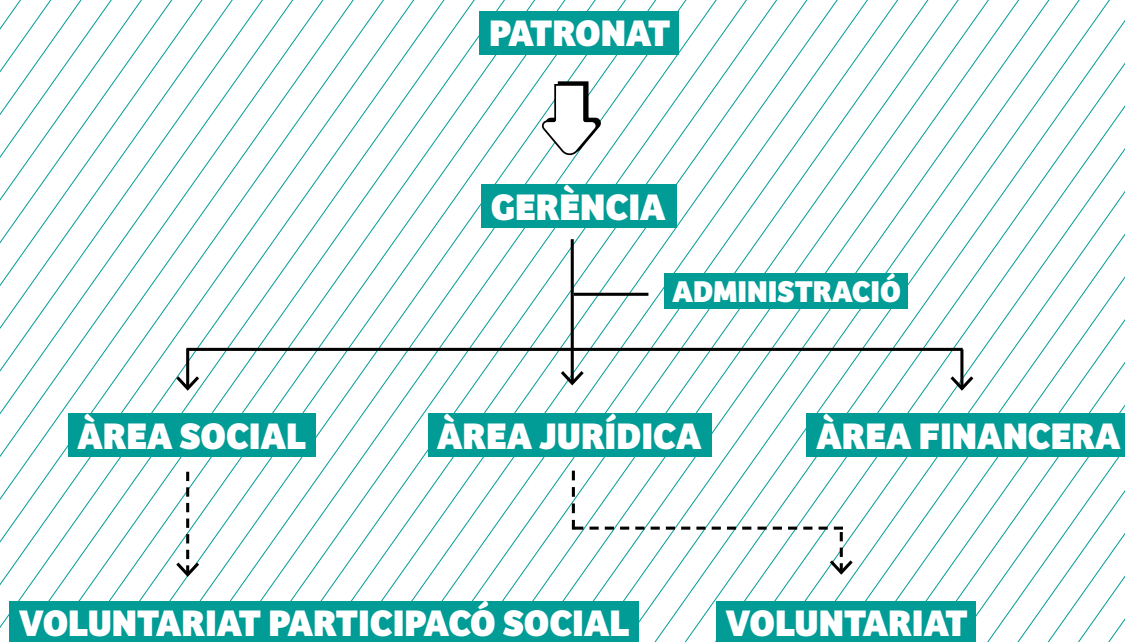 PATRONAT
GERÈNCIA
ADMINISTRACIÓ
ÀREA SOCIAL
ÀREA JURÍDICA
ÀREA FINANCERA
VOLUNTARIAT PARTICIPACÓ SOCIAL
VOLUNTARIAT